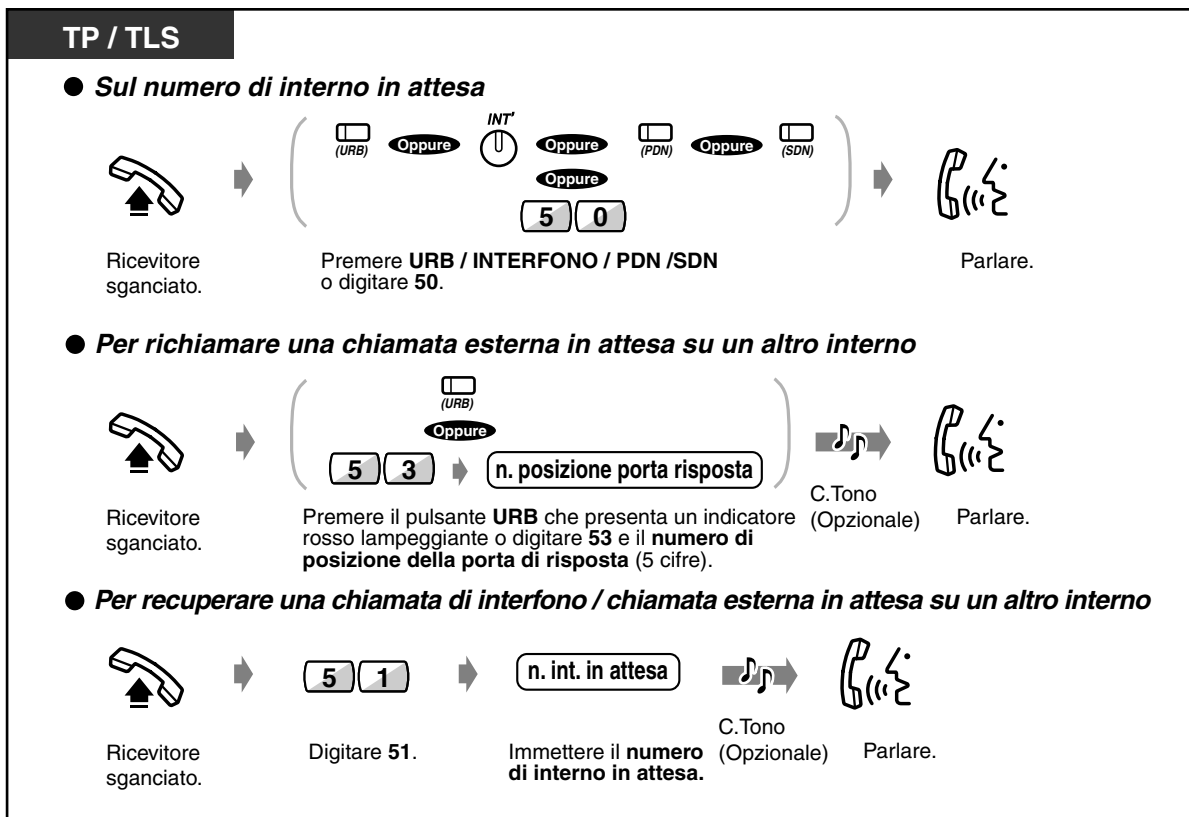 TP / TLS
● Sul numero di interno in attesa
INT'
(URB) Oppure Oppure (PDN) Oppure (SDN)
Oppure
5 0
Ricevitore
sganciato.
Premere URB / INTERFONO / PDN /SDN
o digitare 50.
Parlare.
● Per richiamare una chiamata esterna in attesa su un altro interno
(URB)
Oppure
5 3 n. posizione porta risposta
Ricevitore
sganciato.
Premere il pulsante URB che presenta un indicatore
rosso lampeggiante o digitare 53 e il numero di
posizione della porta di risposta (5 cifre).
C.Tono
(Opzionale)
Parlare.
● Per recuperare una chiamata di interfono / chiamata esterna in attesa su un altro interno
5 1 n. int. in attesa
Ricevitore
sganciato.
Digitare 51.
Immettere il numero
di interno in attesa.
C.Tono
(Opzionale)
Parlare.